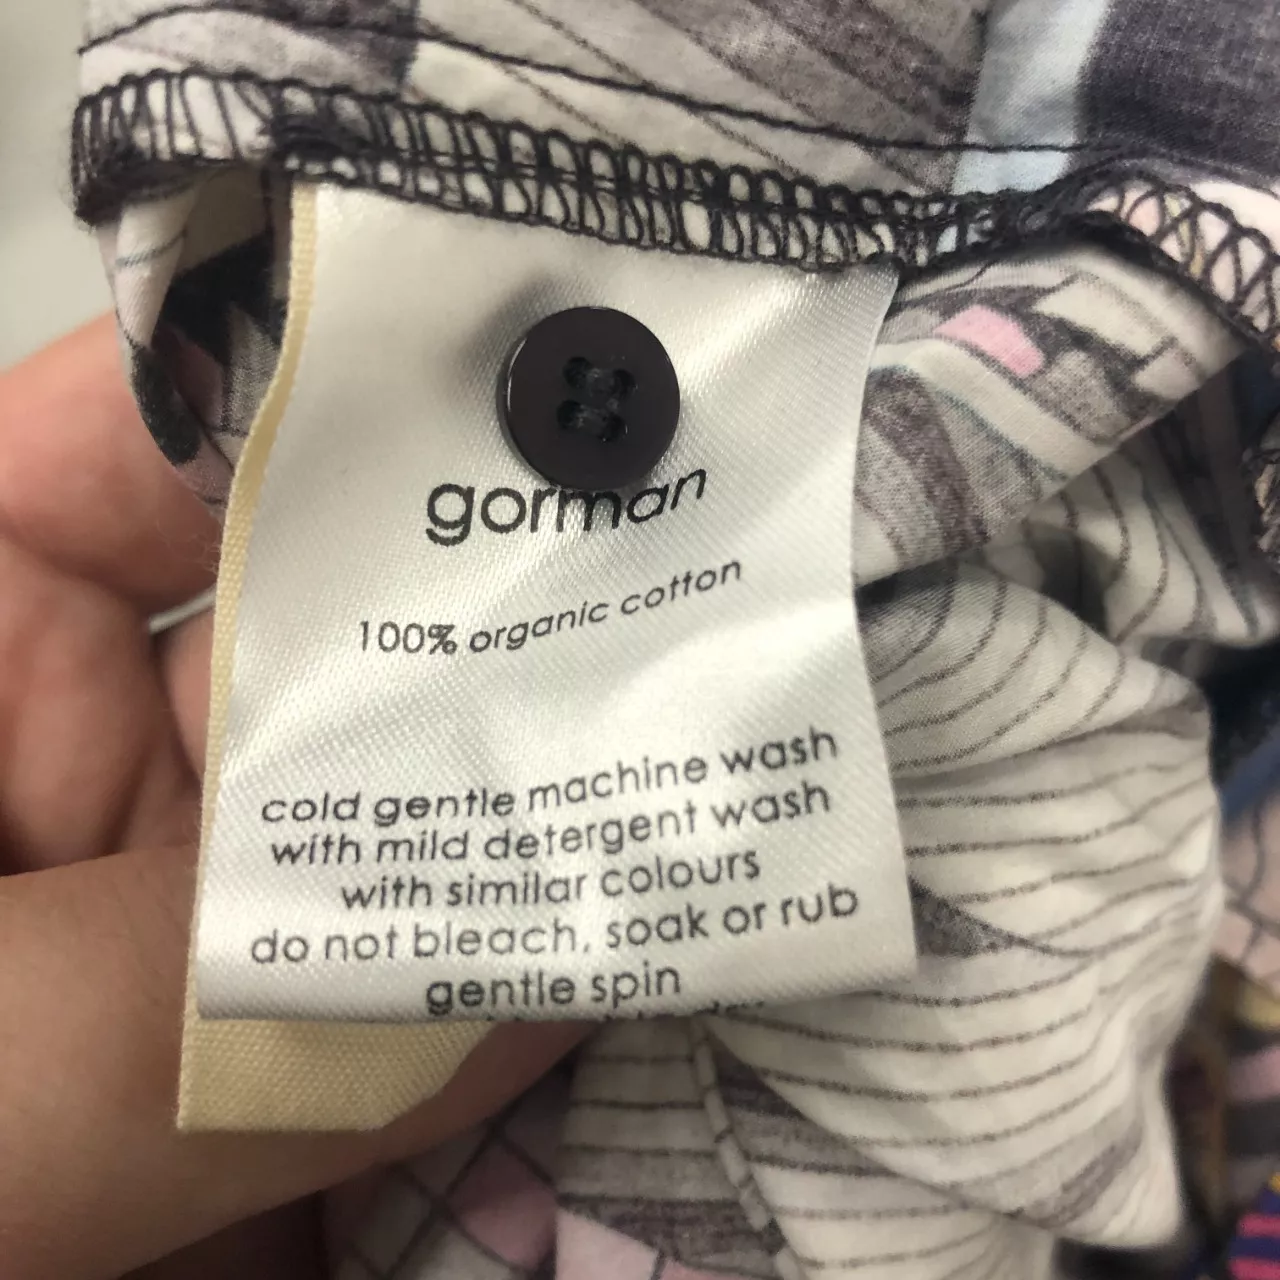 gorman
100% organic cotton
cold gentle machine wash
with mild detergent wash
with similar colours
do not bleach, soak or rub
gentle spin